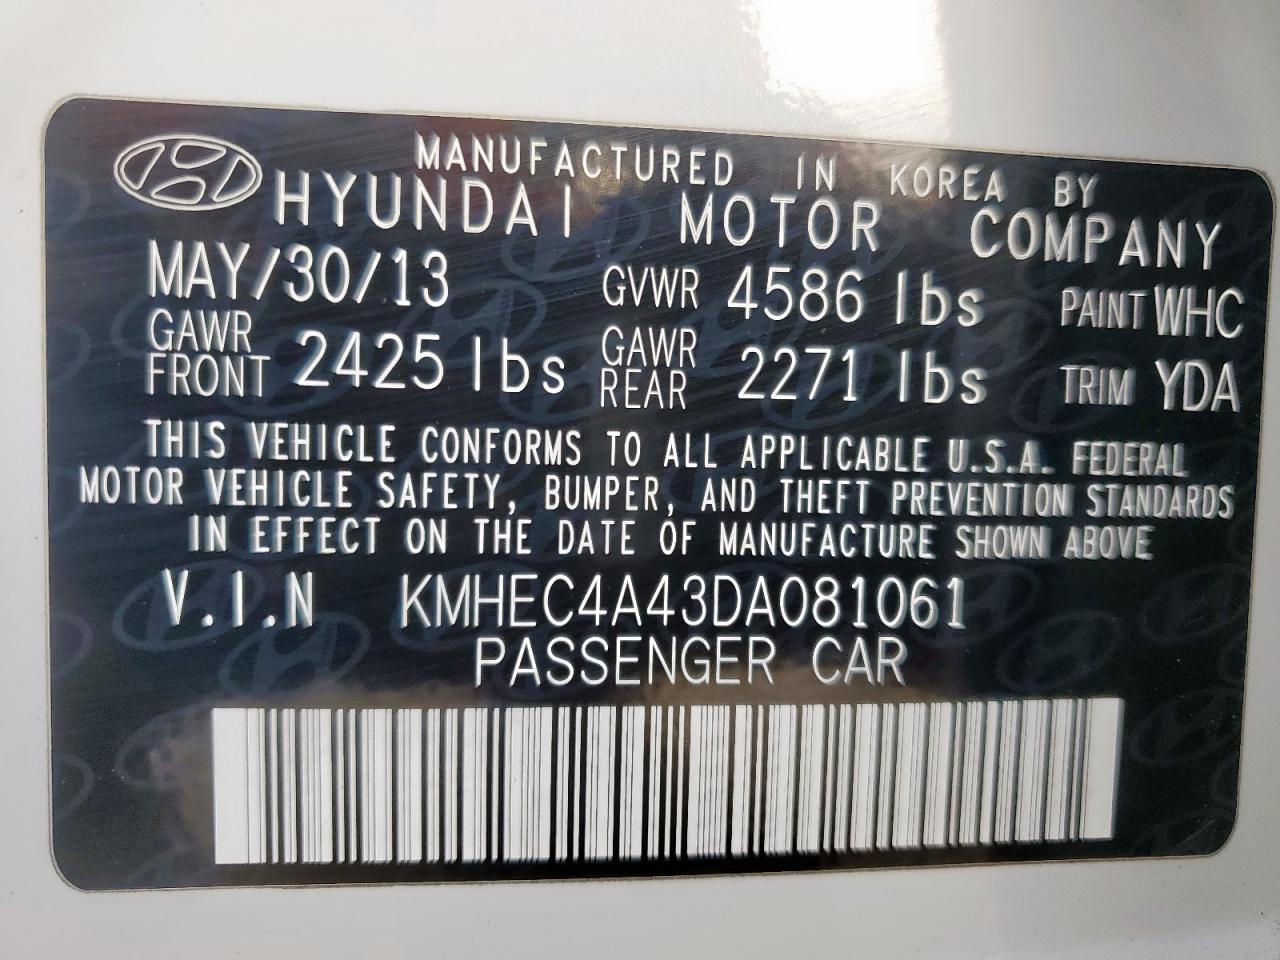 MANUFACTURED IN KOREA BY
HYUNDAI MOTOR COMPANY
MAY/30/13 GVWR 4586 lbs PAINT WHC
GAWR FRONT 2425 lbs GAWR REAR 2271 lbs TRIM YDA
THIS VEHICLE CONFORMS TO ALL APPLICABLE U.S.A. FEDERAL
MOTOR VEHICLE SAFETY, BUMPER, AND THEFT PREVENTION STANDARDS
IN EFFECT ON THE DATE OF MANUFACTURE SHOWN ABOVE
V.I.N KMHEC4A43DA081061
PASSENGER CAR